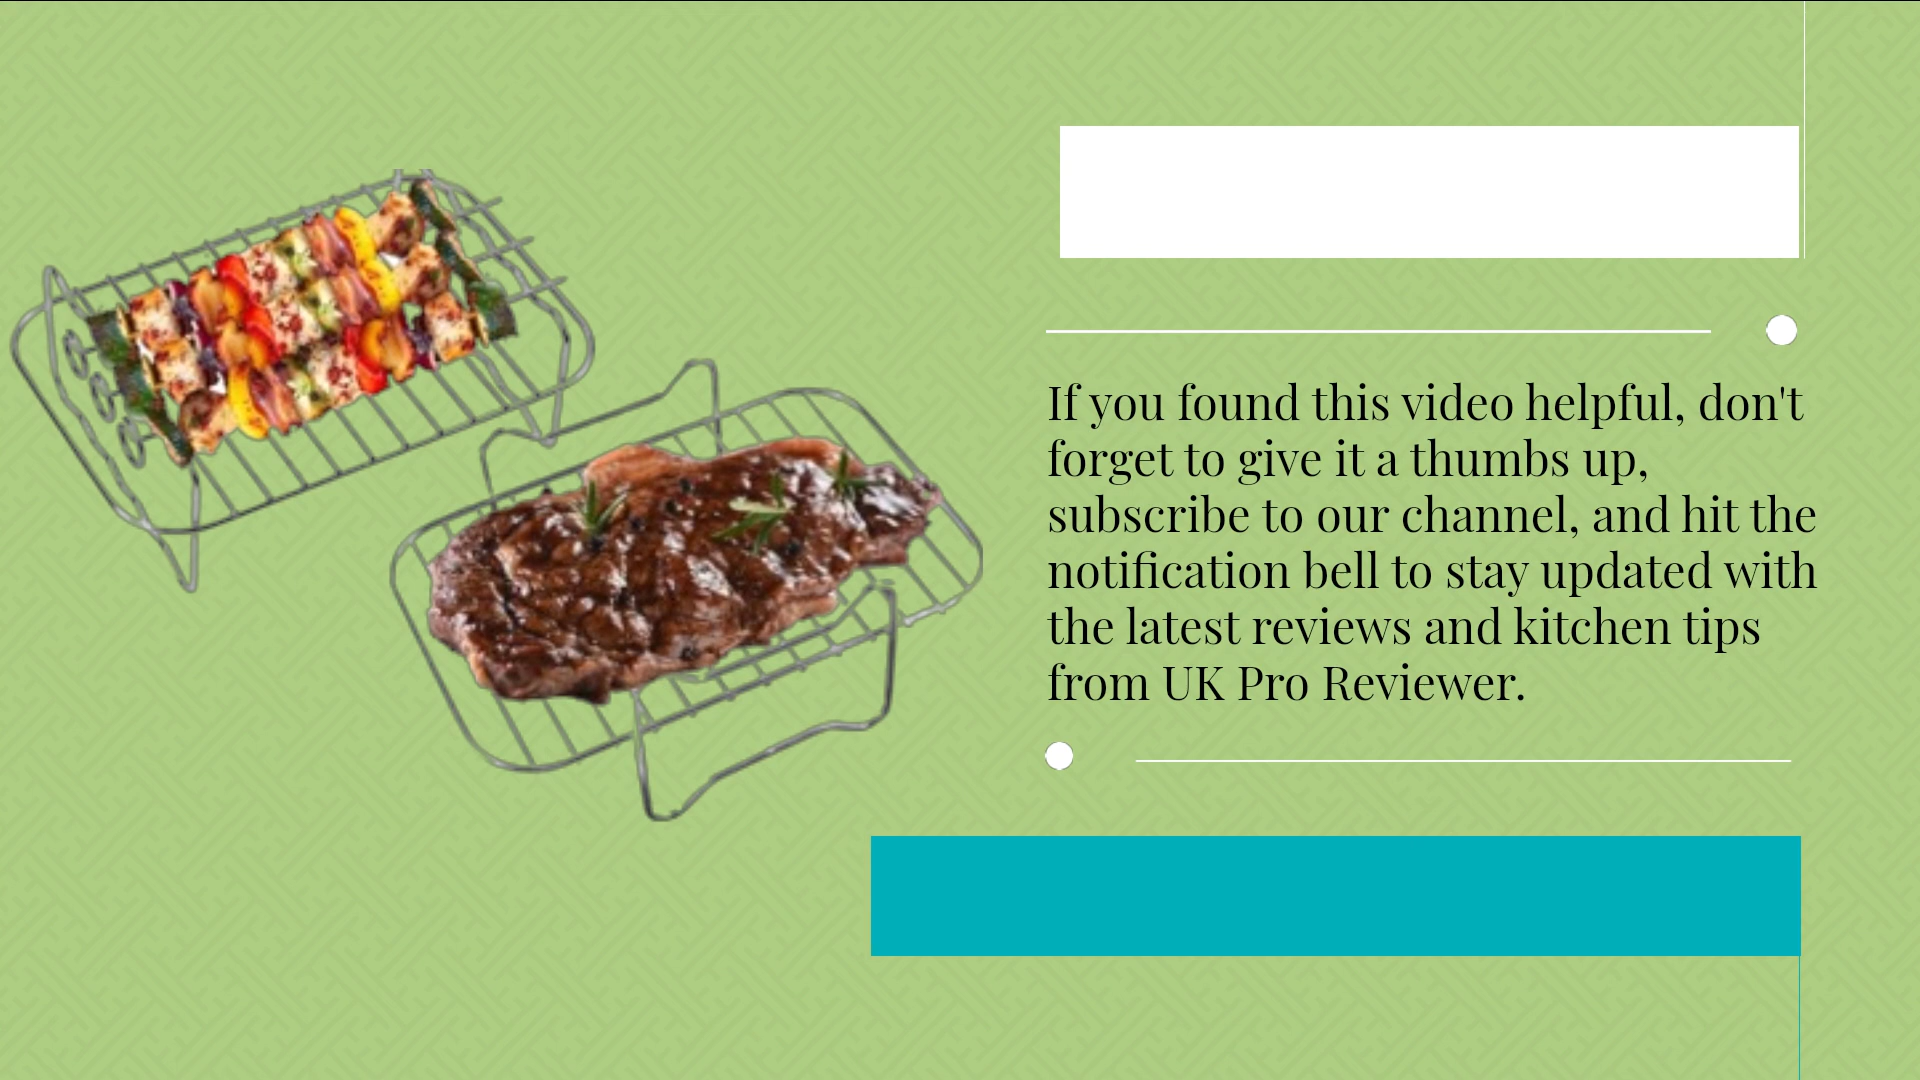 If you found this video helpful, don't
forget to give it a thumbs up,
subscribe to our channel, and hit the
notification bell to stay updated with
the latest reviews and kitchen tips
from UK Pro Reviewer.